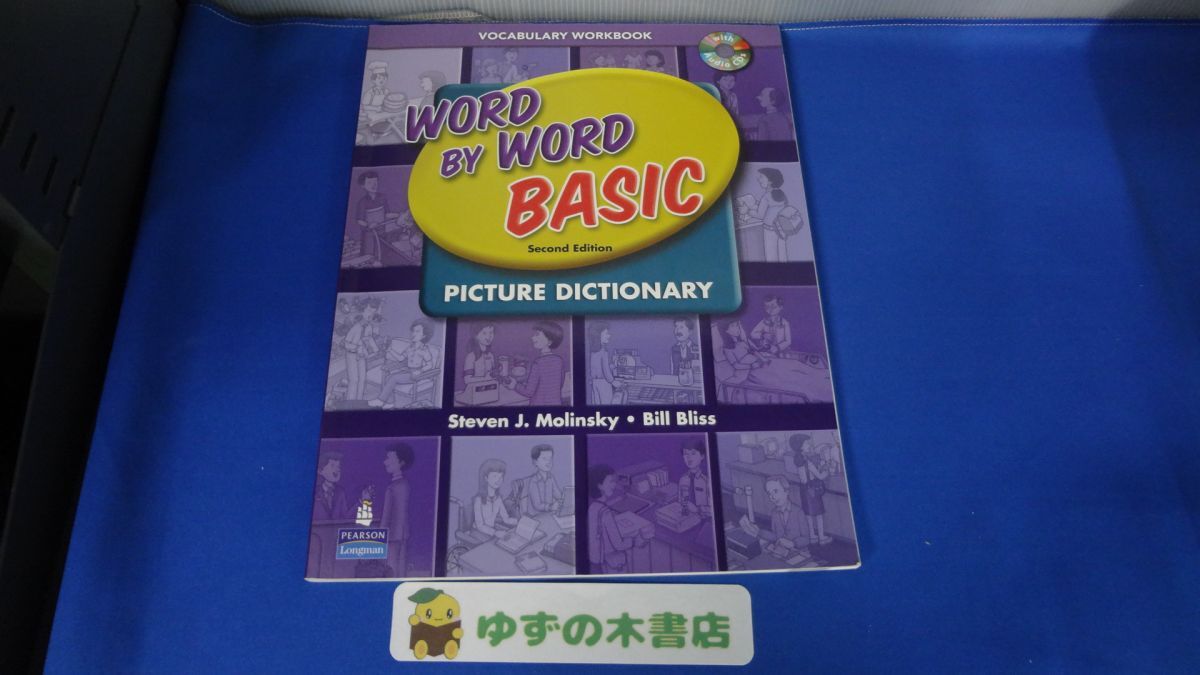 VOCABULARY WORKBOOK
with
Audio CDs
WORD
BY WORD
BASIC
Second Edition
PICTURE DICTIONARY
Steven J. Molinsky • Bill Bliss
PEARSON
Longman
ゆずの木書店